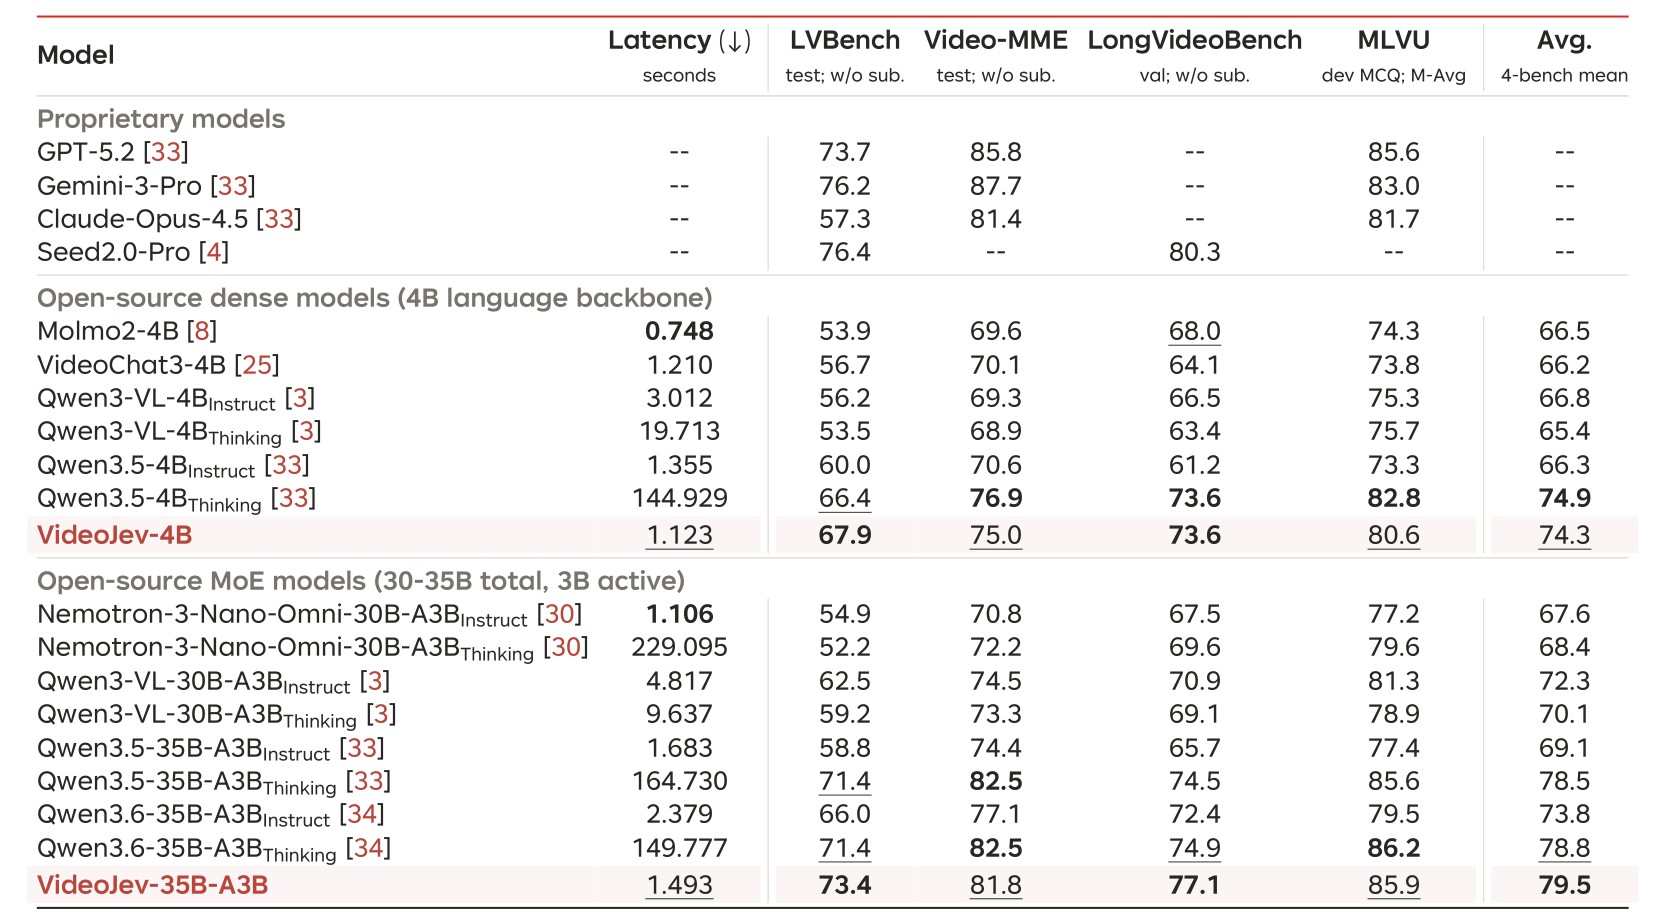 Model Latency (↓) LVBench Video-MME LongVideoBench MLVU Avg.
seconds test; w/o sub. test; w/o sub. val; w/o sub. dev MCQ; M-Avg 4-bench mean
Proprietary models
GPT-5.2 [33] -- 73.7 85.8 -- 85.6 --
Gemini-3-Pro [33] -- 76.2 87.7 -- 83.0 --
Claude-Opus-4.5 [33] -- 57.3 81.4 -- 81.7 --
Seed2.0-Pro [4] -- 76.4 -- 80.3 -- --
Open-source dense models (4B language backbone)
Molmo2-4B [8] 0.748 53.9 69.6 68.0 74.3 66.5
VideoChat3-4B [25] 1.210 56.7 70.1 64.1 73.8 66.2
Qwen3-VL-4BInstruct [3] 3.012 56.2 69.3 66.5 75.3 66.8
Qwen3-VL-4BThinking [3] 19.713 53.5 68.9 63.4 75.7 65.4
Qwen3.5-4BInstruct [33] 1.355 60.0 70.6 61.2 73.3 66.3
Qwen3.5-4BThinking [33] 144.929 66.4 76.9 73.6 82.8 74.9
VideoJev-4B 1.123 67.9 75.0 73.6 80.6 74.3
Open-source MoE models (30-35B total, 3B active)
Nemotron-3-Nano-Omni-30B-A3BInstruct [30] 1.106 54.9 70.8 67.5 77.2 67.6
Nemotron-3-Nano-Omni-30B-A3BThinking [30] 229.095 52.2 72.2 69.6 79.6 68.4
Qwen3-VL-30B-A3BInstruct [3] 4.817 62.5 74.5 70.9 81.3 72.3
Qwen3-VL-30B-A3BThinking [3] 9.637 59.2 73.3 69.1 78.9 70.1
Qwen3.5-35B-A3BInstruct [33] 1.683 58.8 74.4 65.7 77.4 69.1
Qwen3.5-35B-A3BThinking [33] 164.730 71.4 82.5 74.5 85.6 78.5
Qwen3.6-35B-A3BInstruct [34] 2.379 66.0 77.1 72.4 79.5 73.8
Qwen3.6-35B-A3BThinking [34] 149.777 71.4 82.5 74.9 86.2 78.8
VideoJev-35B-A3B 1.493 73.4 81.8 77.1 85.9 79.5